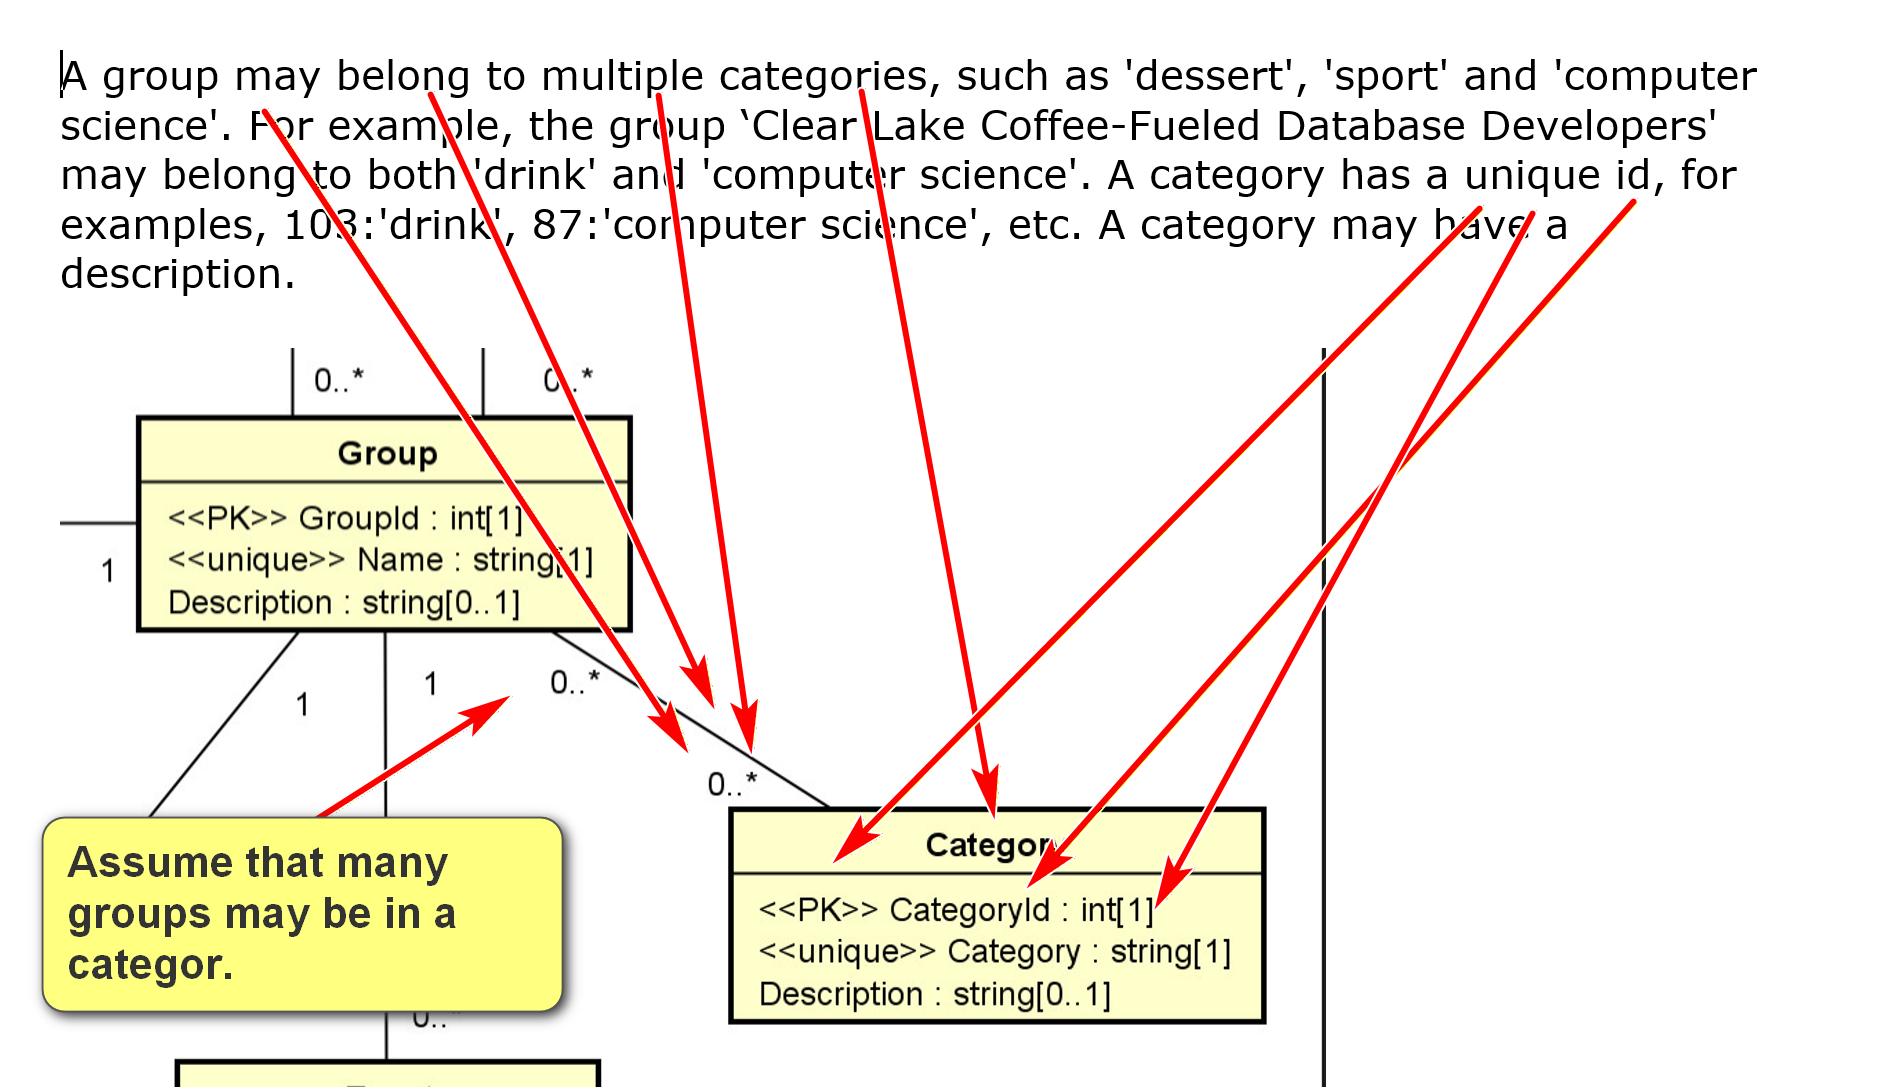 A group may belong to multiple categories, such as 'dessert', 'sport' and 'computer
science'. For example, the group ‘Clear Lake Coffee-Fueled Database Developers'
may belong to both 'drink' and 'computer science'. A category has a unique id, for
examples, 103:'drink', 87:'computer science', etc. A category may have a
description.
0..*
0..*
Group
<<PK>> GroupId : int[1]
<<unique>> Name : string[1]
Description : string[0..1]
1
1
1
0..*
0..*
Assume that many
groups may be in a
categor.
Category
<<PK>> CategoryId : int[1]
<<unique>> Category : string[1]
Description : string[0..1]
0..*